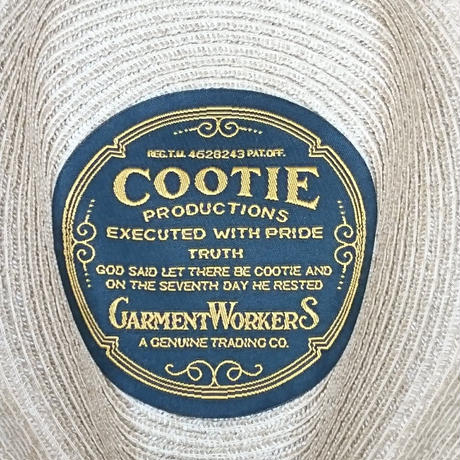 REG.T.M. 4628243 PAT.OFF.
COOTIE
PRODUCTIONS
EXECUTED WITH PRIDE
TRUTH
GOD SAID LET THERE BE COOTIE AND
ON THE SEVENTH DAY HE RESTED
GARMENTWORKERS
A GENUINE TRADING CO.